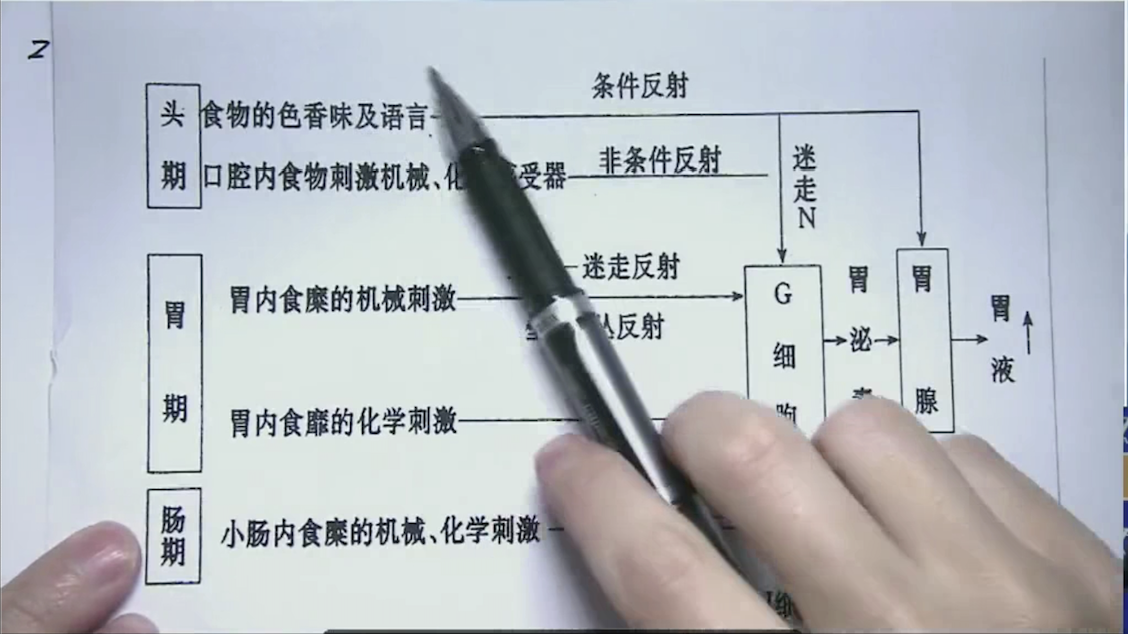 2
条件反射
头期
食物的色香味及语言
口腔内食物刺激机械、化
受器
非条件反射
迷走N
胃期
胃内食糜的机械刺激
迷走反射
反射
胃内食靡的化学刺激
G细胞
胃泌素
胃腺
胃液↑
肠期
小肠内食糜的机械、化学刺激